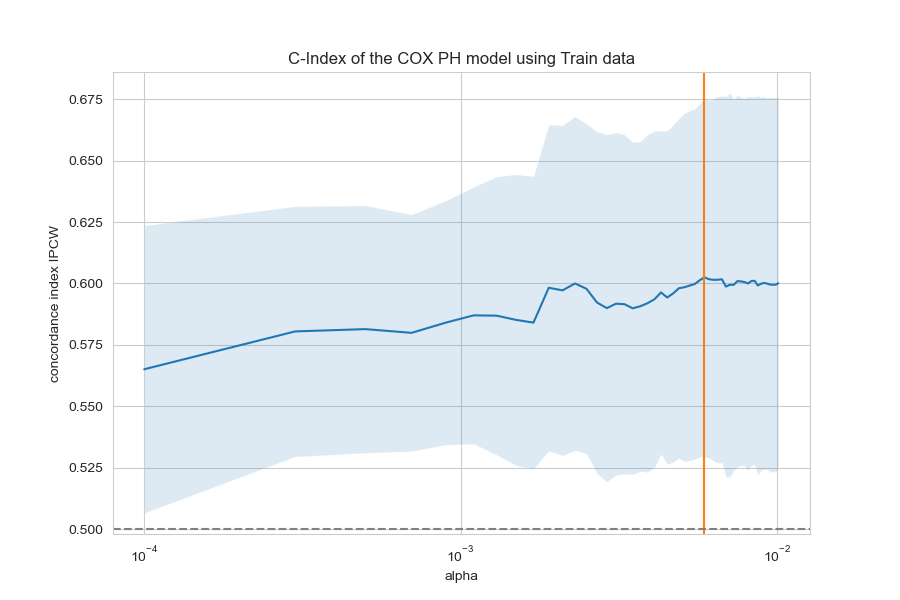 C-Index of the COX PH model using Train data
concordance index IPCW
0.675
0.650
0.625
0.600
0.575
0.550
0.525
0.500
10⁻⁴ 10⁻³ 10⁻²
alpha